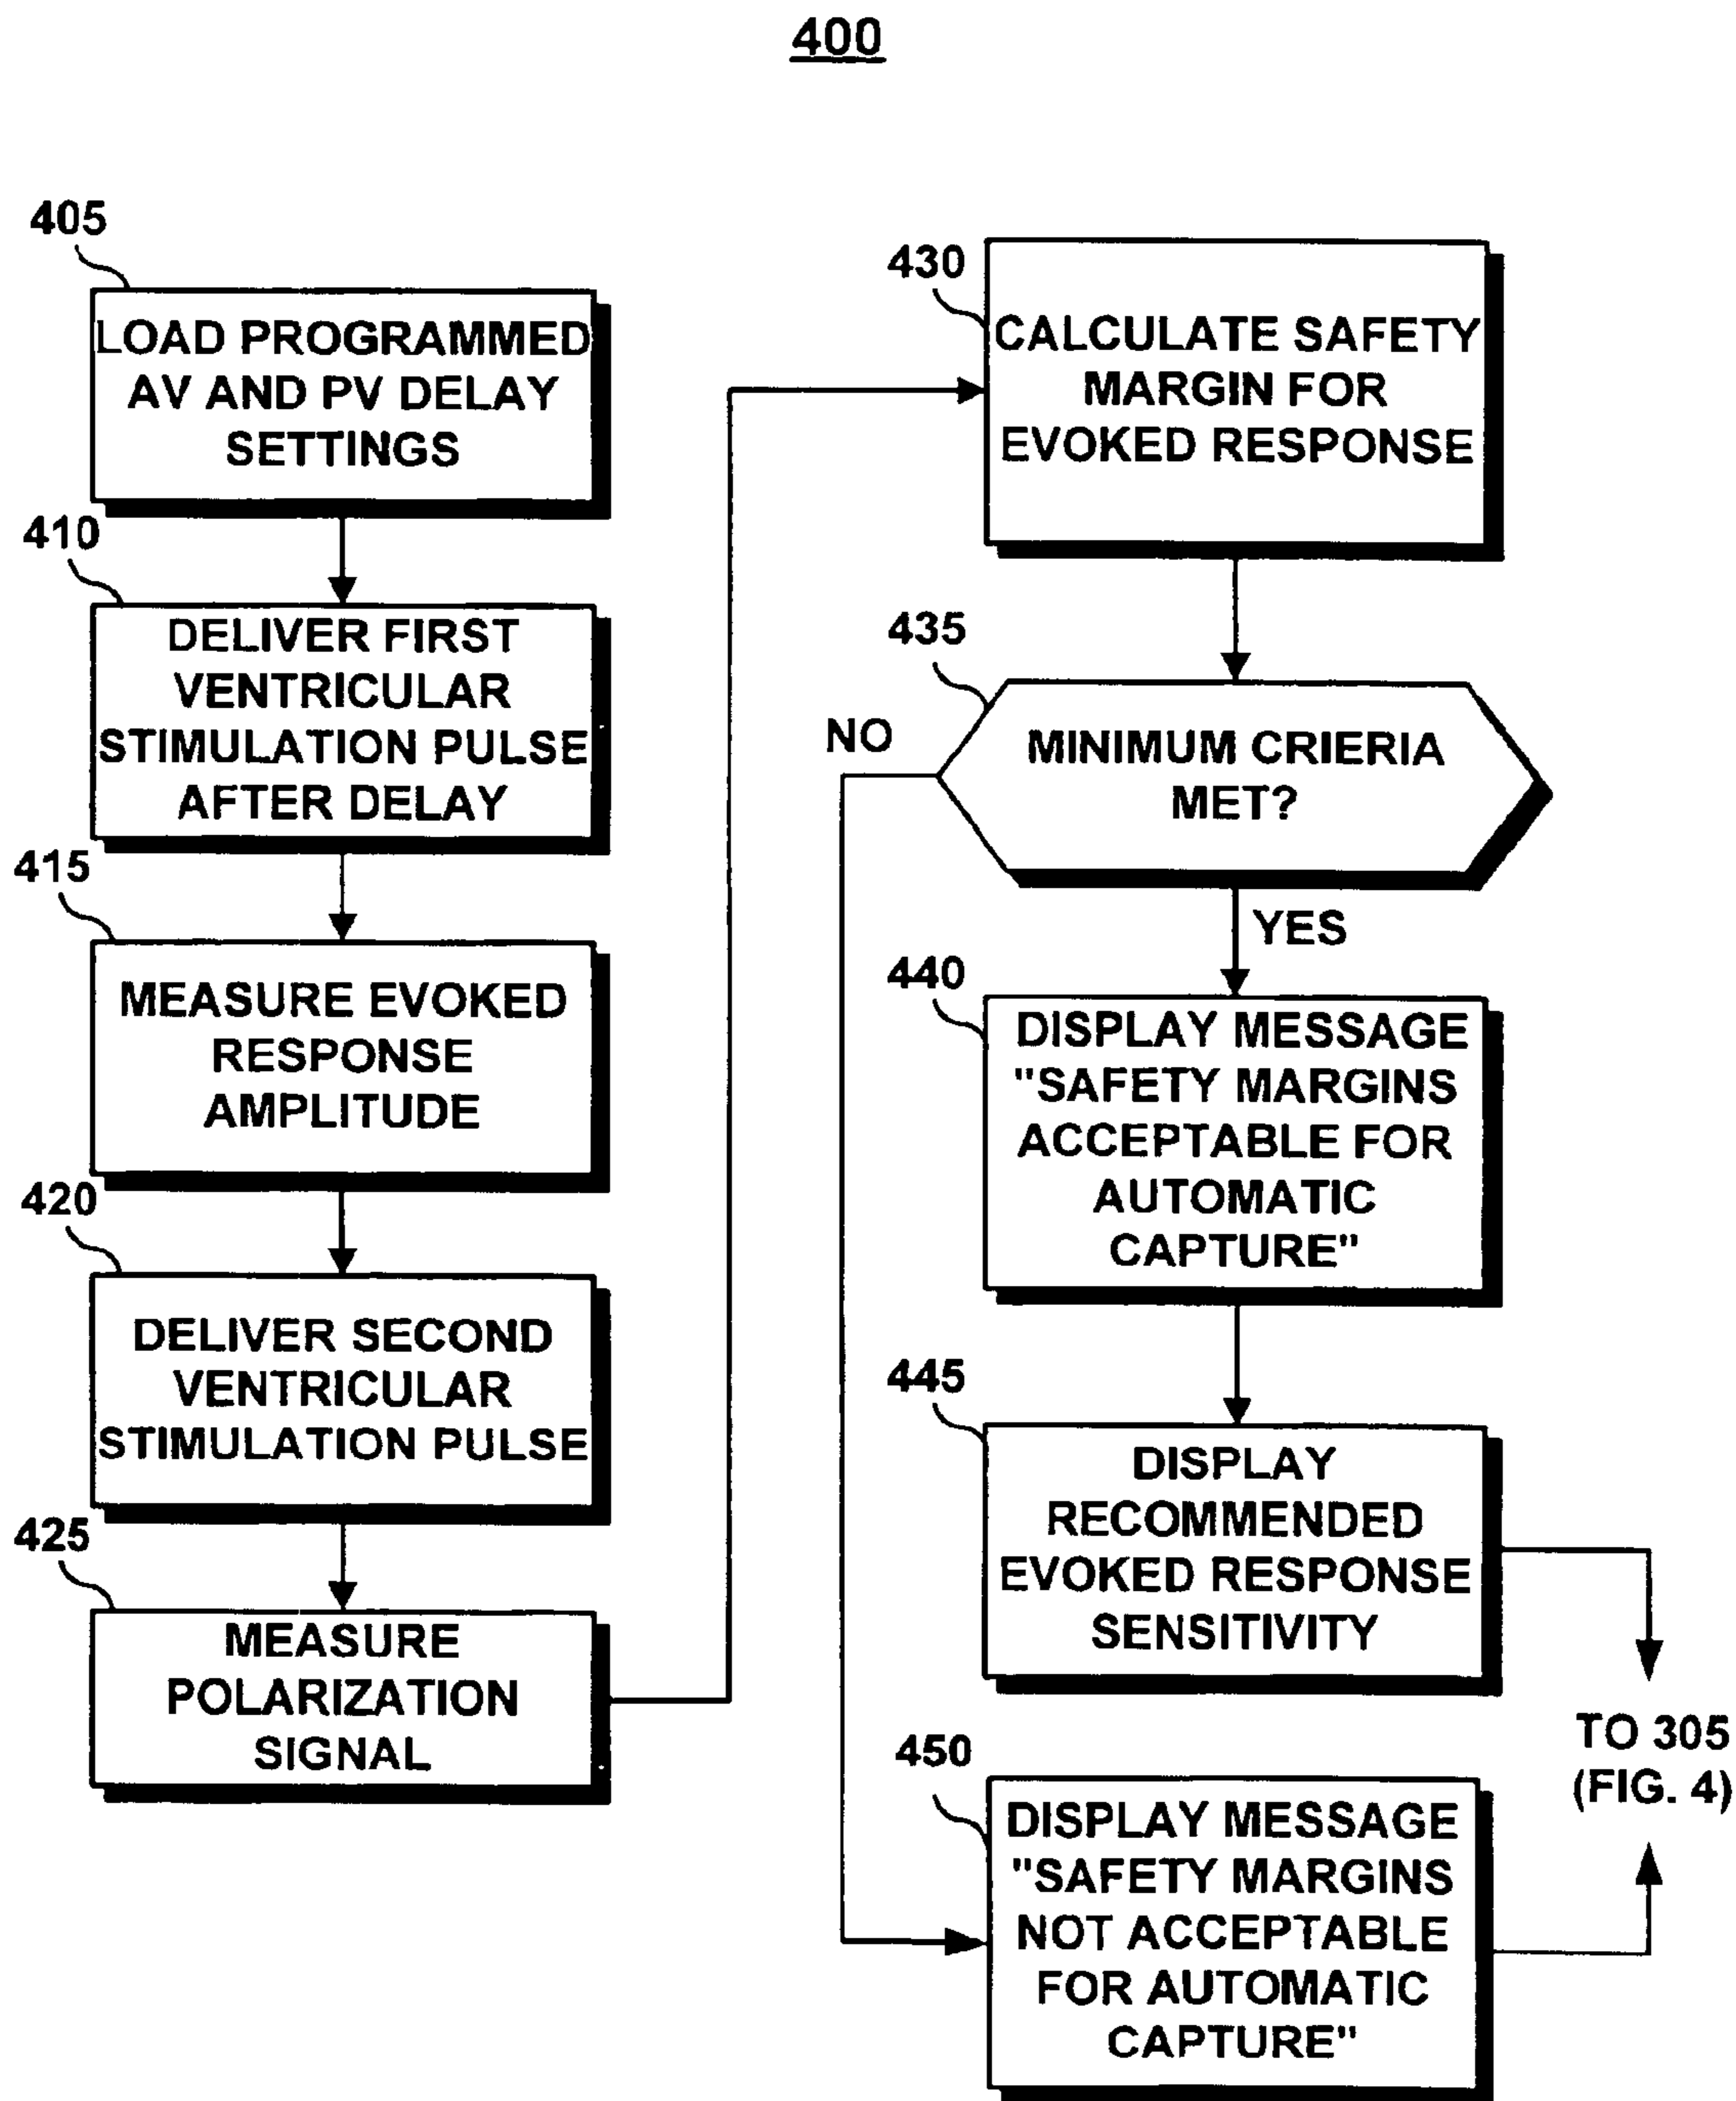 400
405
LOAD PROGRAMMED
AV AND PV DELAY
SETTINGS
410
DELIVER FIRST
VENTRICULAR
STIMULATION PULSE
AFTER DELAY
415
MEASURE EVOKED
RESPONSE
AMPLITUDE
420
DELIVER SECOND
VENTRICULAR
STIMULATION PULSE
425
MEASURE
POLARIZATION
SIGNAL
430
CALCULATE SAFETY
MARGIN FOR
EVOKED RESPONSE
435
NO
MINIMUM CRIERIA
MET?
YES
440
DISPLAY MESSAGE
"SAFETY MARGINS
ACCEPTABLE FOR
AUTOMATIC
CAPTURE"
445
DISPLAY
RECOMMENDED
EVOKED RESPONSE
SENSITIVITY
TO 305
(FIG. 4)
450
DISPLAY MESSAGE
"SAFETY MARGINS
NOT ACCEPTABLE
FOR AUTOMATIC
CAPTURE"